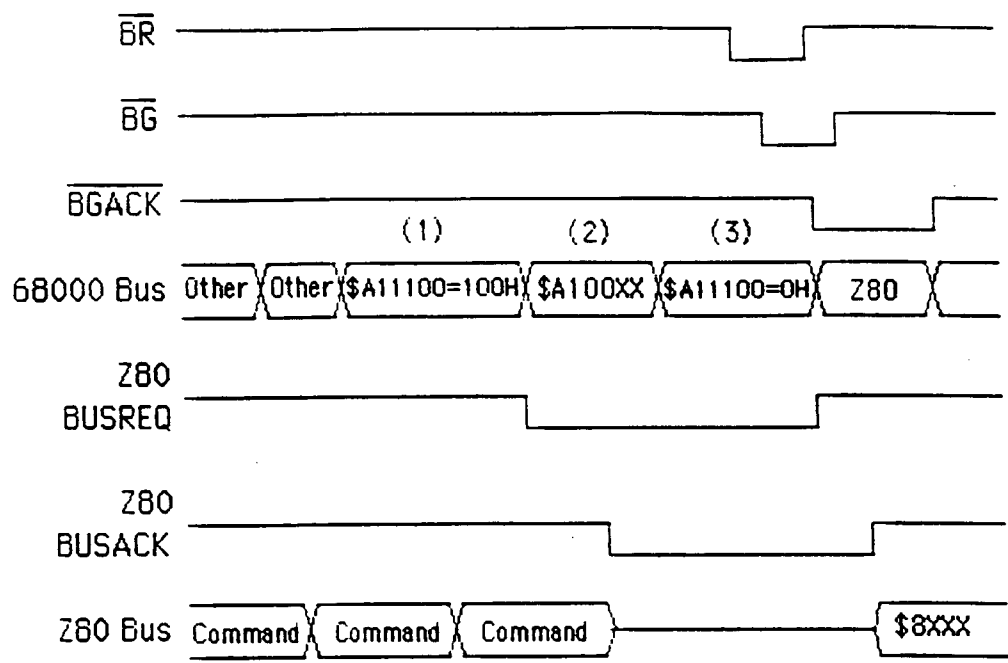 BR
BG
BGACK
(1) (2) (3)
68000 Bus Other Other $A11100=100H $A100XX $A11100=0H Z80
Z80
BUSREQ
Z80
BUSACK
Z80 Bus Command Command Command $8XXX